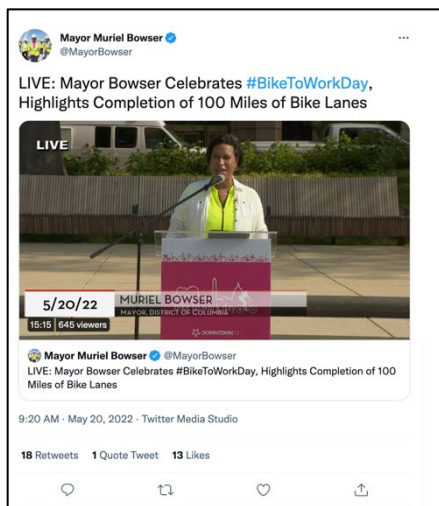 Mayor Muriel Bowser
@MayorBowser
LIVE: Mayor Bowser Celebrates #BikeToWorkDay,
Highlights Completion of 100 Miles of Bike Lanes
LIVE
5/20/22
MURIEL BOWSER
MAYOR, DISTRICT OF COLUMBIA
15:15 645 viewers
DOWNTOWNDC
Mayor Muriel Bowser @MayorBowser
LIVE: Mayor Bowser Celebrates #BikeToWorkDay, Highlights Completion of 100
Miles of Bike Lanes
9:20 AM · May 20, 2022 · Twitter Media Studio
18 Retweets 1 Quote Tweet 13 Likes